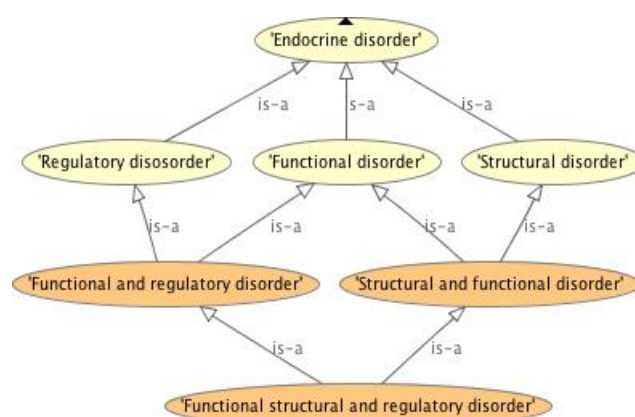 'Endocrine disorder'
is-a
s-a
is-a
'Regulatory disosorder'
'Functional disorder'
'Structural disorder'
is-a
is-a
is-a
is-a
'Functional and regulatory disorder'
'Structural and functional disorder'
is-a
is-a
'Functional structural and regulatory disorder'